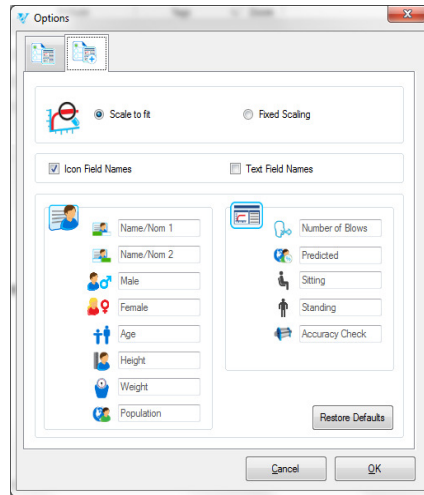 Options
Scale to fit
Fixed Scaling
Icon Field Names
Text Field Names
Name/Nom 1
Name/Nom 2
Male
Female
Age
Height
Weight
Population
Number of Blows
Predicted
Sitting
Standing
Accuracy Check
Restore Defaults
Cancel
OK